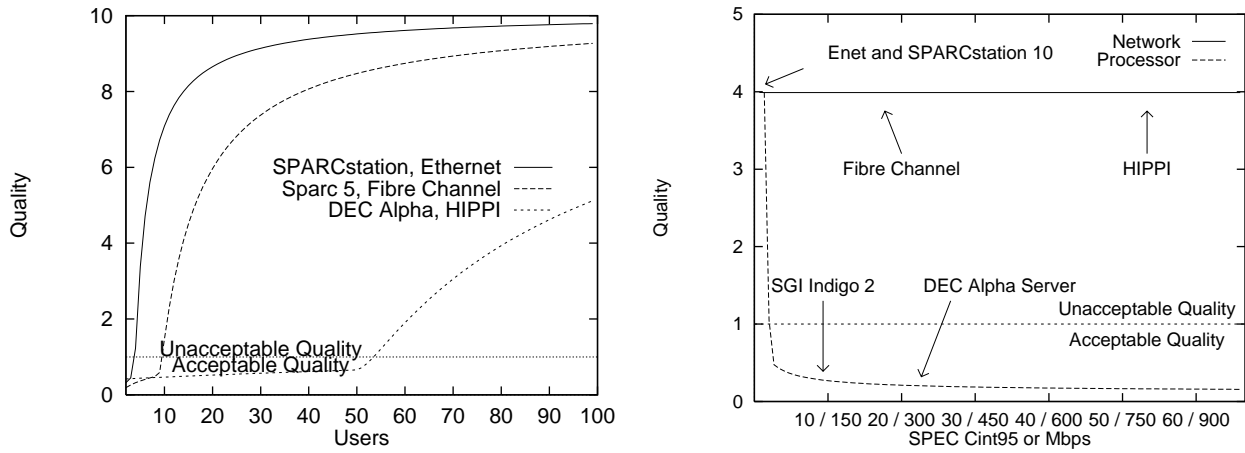 10
8
6
4
2
0
Quality
SPARCstation, Ethernet
Sparc 5, Fibre Channel
DEC Alpha, HIPPI
Unacceptable Quality
Acceptable Quality
10 20 30 40 50 60 70 80 90 100
Users
5
4
3
2
1
0
Quality
Network
Processor
Enet and SPARCstation 10
Fibre Channel
HIPPI
SGI Indigo 2
DEC Alpha Server
Unacceptable Quality
Acceptable Quality
10 / 150 20 / 300 30 / 450 40 / 600 50 / 750 60 / 900
SPEC Cint95 or Mbps